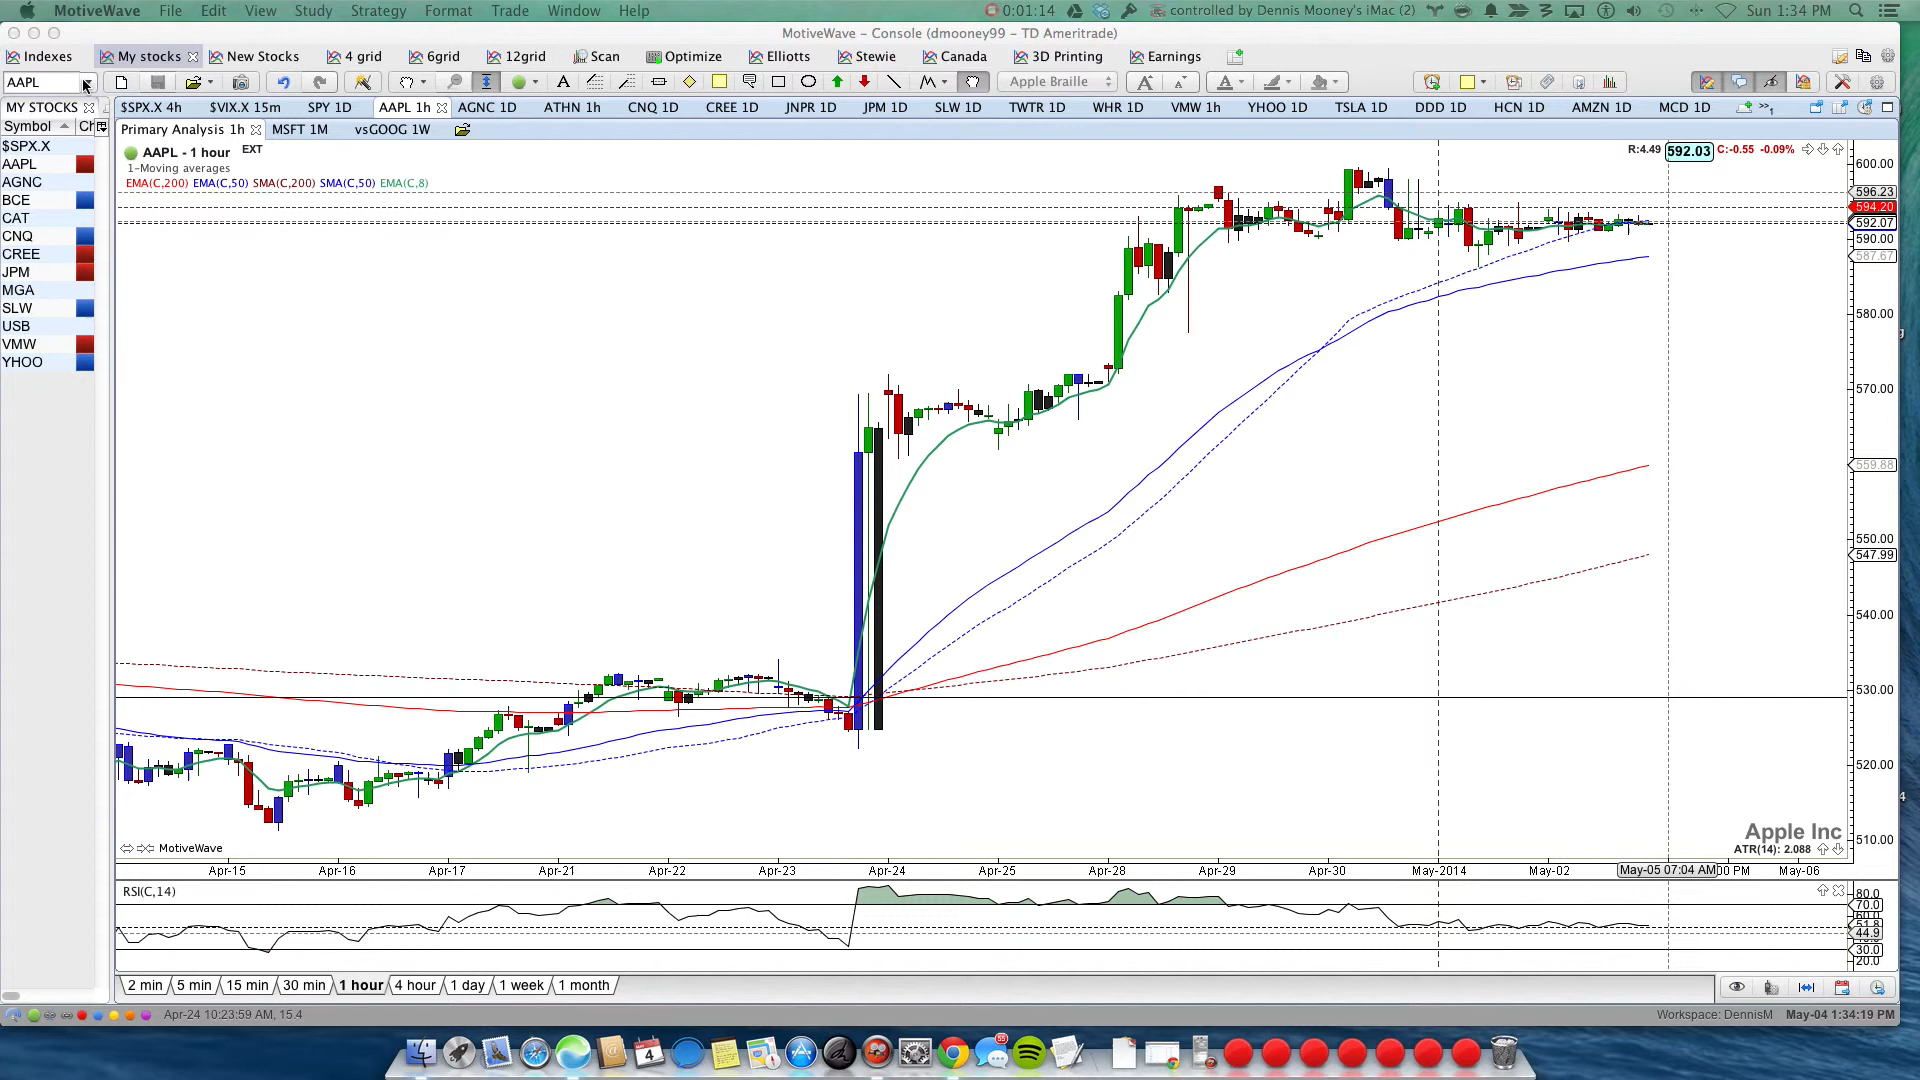 MotiveWave File Edit View Study Strategy Format Trade Window Help 0:01:14 controlled by Dennis Mooney's iMac (2) Sun 1:34 PM
MotiveWave – Console (dmooney99 – TD Ameritrade)
Indexes My stocks New Stocks 4 grid 6grid 12grid Scan Optimize Elliotts Stewie Canada 3D Printing Earnings
AAPL Apple Braille
MY STOCKS $SPX.X 4h $VIX.X 15m SPY 1D AAPL 1h AGNC 1D ATHN 1h CNQ 1D CREE 1D JNPR 1D JPM 1D SLW 1D TWTR 1D WHR 1D VMW 1h YHOO 1D TSLA 1D DDD 1D HCN 1D AMZN 1D MCD 1D
Symbol Ch
Primary Analysis 1h MSFT 1M vsGOOG 1W
$SPX.X
AAPL
AGNC
BCE
CAT
CNQ
CREE
JPM
MGA
SLW
USB
VMW
YHOO
AAPL - 1 hour EXT
R:4.49 592.03 C:-0.55 -0.09%
1-Moving averages
EMA(C,200) EMA(C,50) SMA(C,200) SMA(C,50) EMA(C,8)
600.00
596.23
594.20
592.07
590.00
587.67
580.00
570.00
559.88
550.00
547.99
540.00
530.00
520.00
510.00
Apple Inc
ATR(14): 2.088
MotiveWave
Apr-15 Apr-16 Apr-17 Apr-21 Apr-22 Apr-23 Apr-24 Apr-25 Apr-28 Apr-29 Apr-30 May-2014 May-02 May-05 07:04 AM 00 PM May-06
RSI(C,14)
80.0
70.0
60.0
51.8
44.9
30.0
20.0
2 min 5 min 15 min 30 min 1 hour 4 hour 1 day 1 week 1 month
Apr-24 10:23:59 AM, 15.4
Workspace: DennisM May-04 1:34:19 PM
4
55